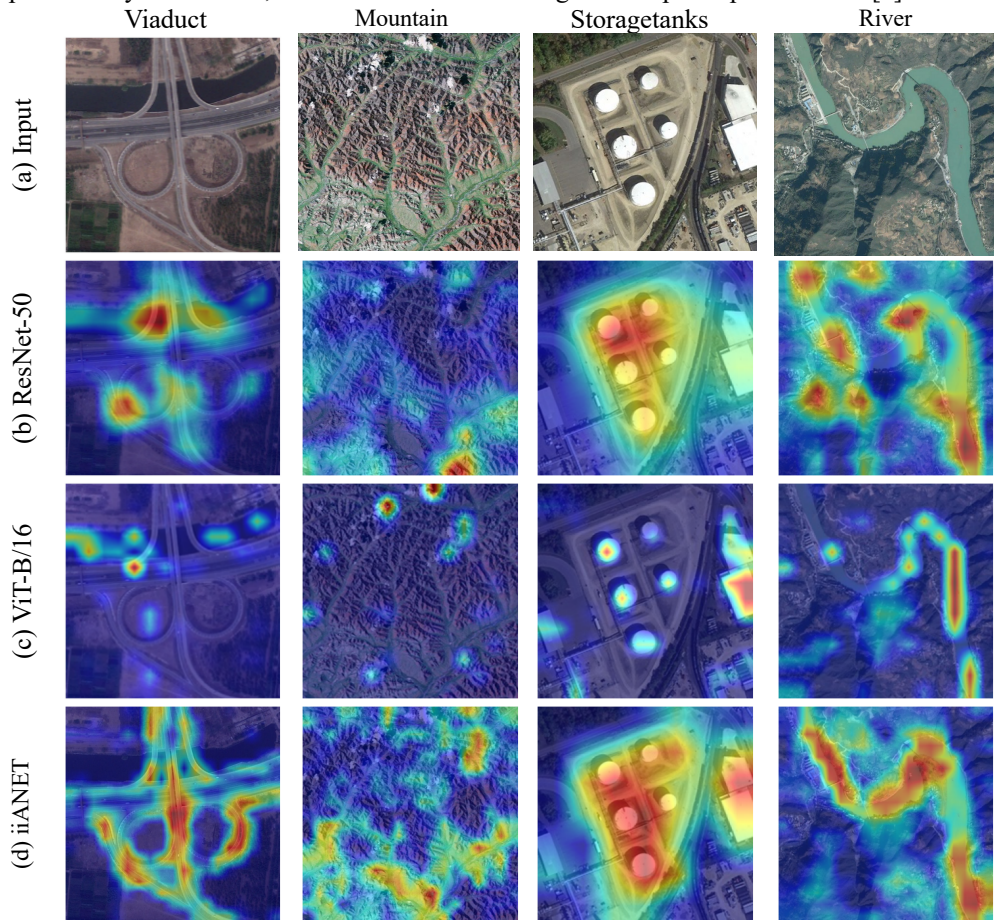 Viaduct Mountain Storagetanks River
(a) Input
(b) ResNet-50
(c) ViT-B/16
(d) iiANET